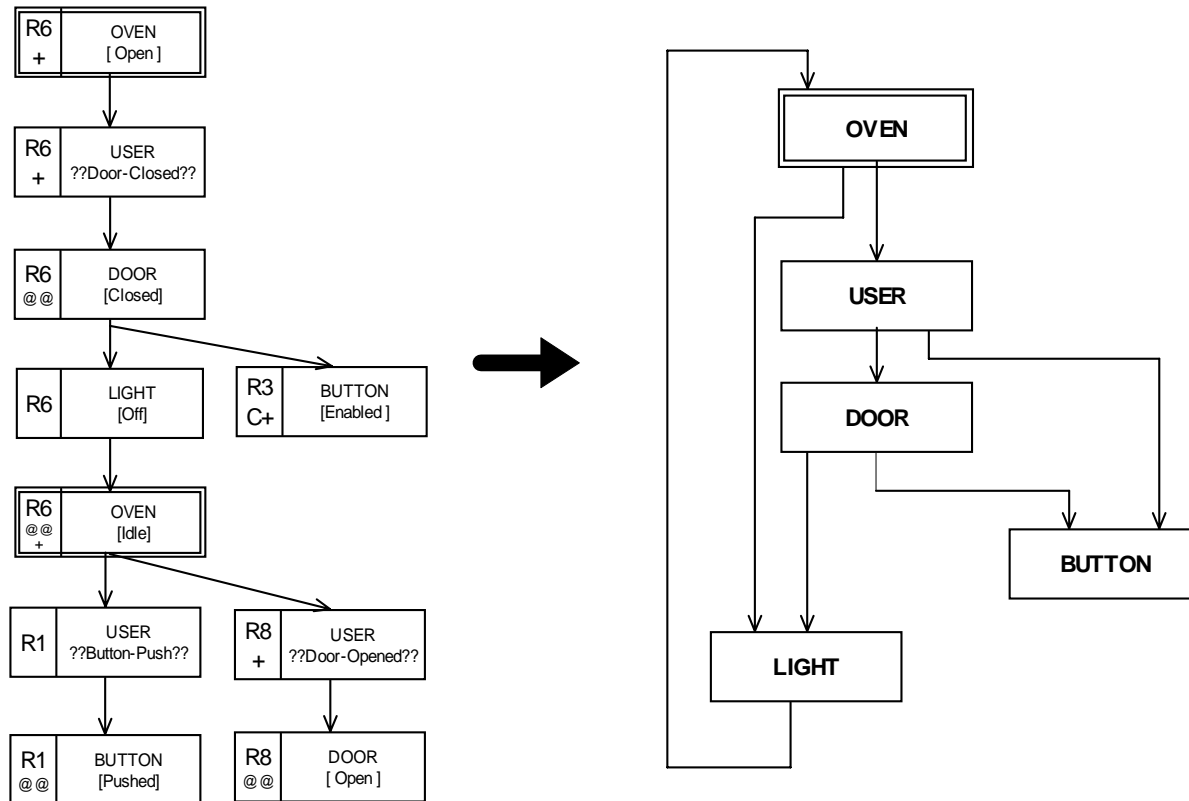 R6
+
OVEN
[ Open ]
R6
+
USER
??Door-Closed??
R6
@@
DOOR
[Closed]
R6
LIGHT
[Off]
R3
C+
BUTTON
[Enabled ]
R6
@@
+
OVEN
[Idle]
R1
USER
??Button-Push??
R8
+
USER
??Door-Opened??
R1
@@
BUTTON
[Pushed]
R8
@@
DOOR
[ Open ]
OVEN
USER
DOOR
BUTTON
LIGHT